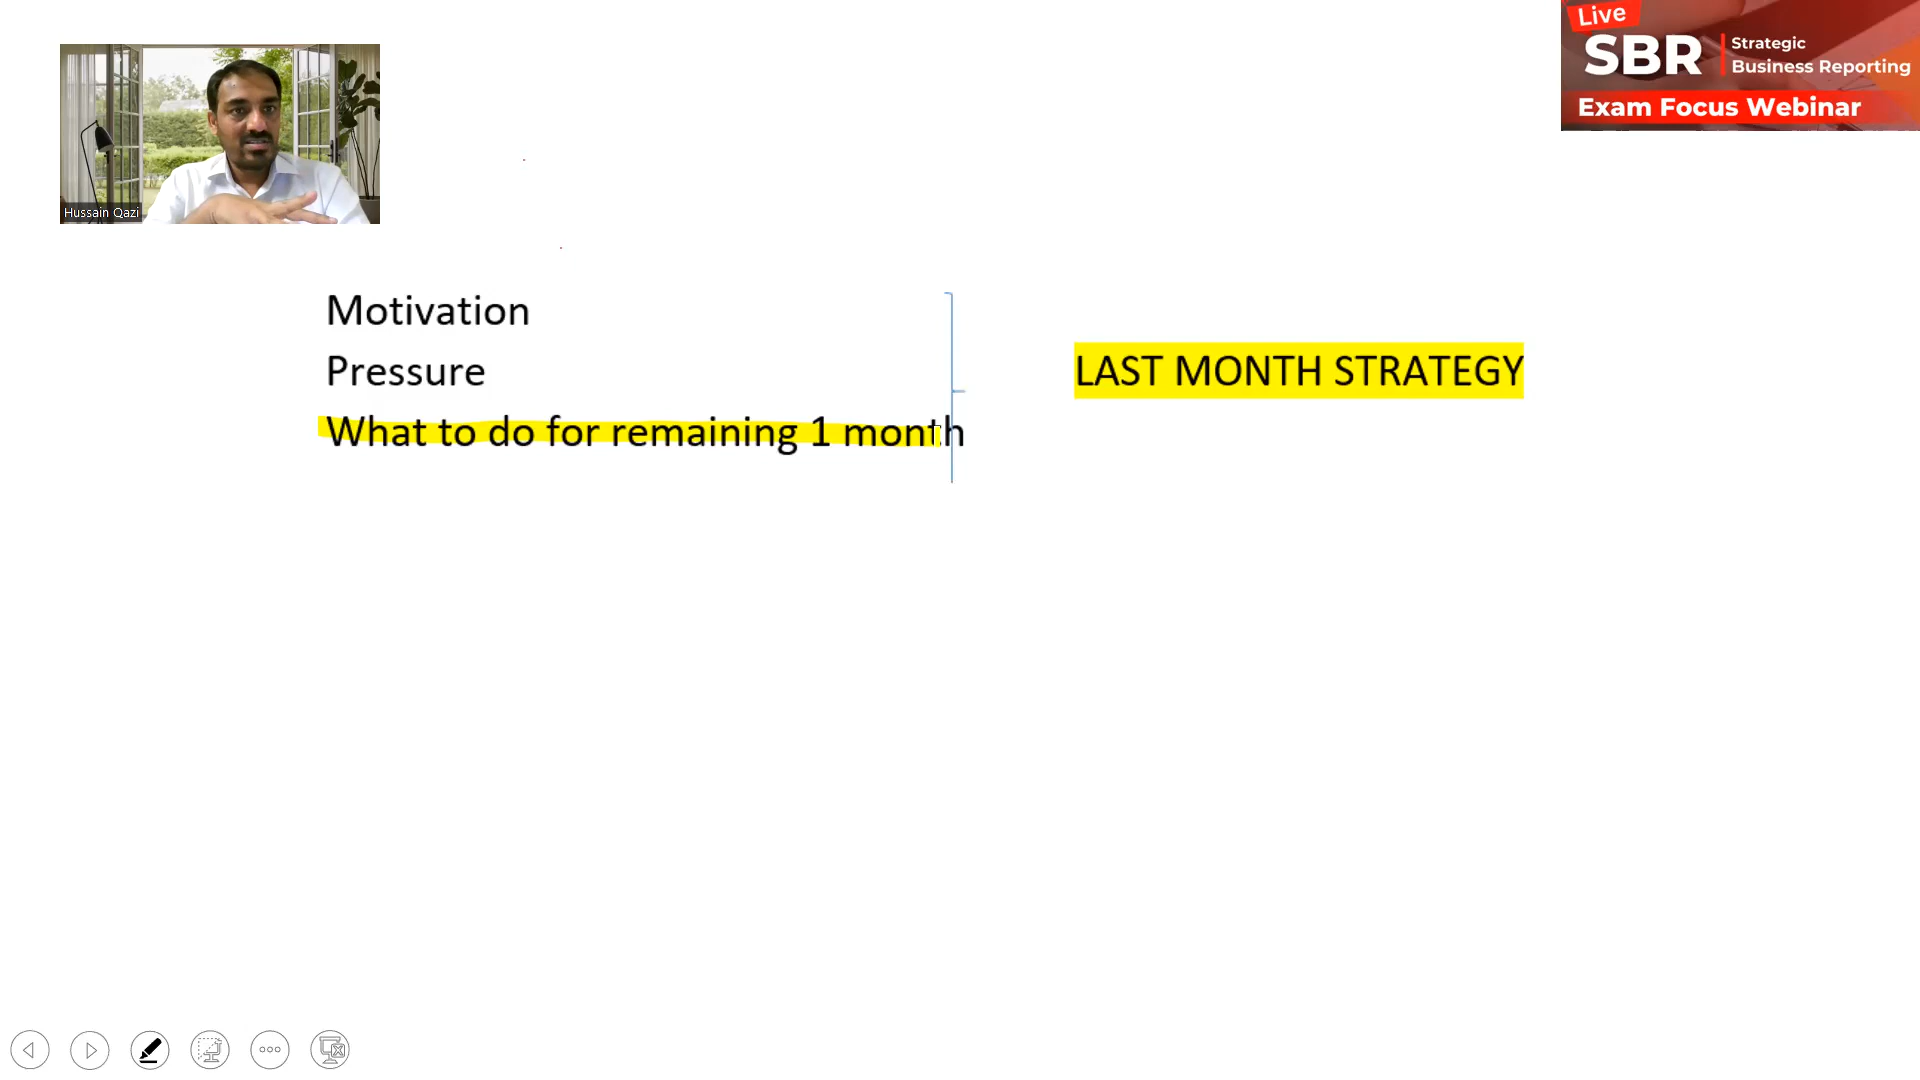 Live
SBR
Strategic
Business Reporting
Exam Focus Webinar
Hussain Qazi
Motivation
Pressure
What to do for remaining 1 month
LAST MONTH STRATEGY